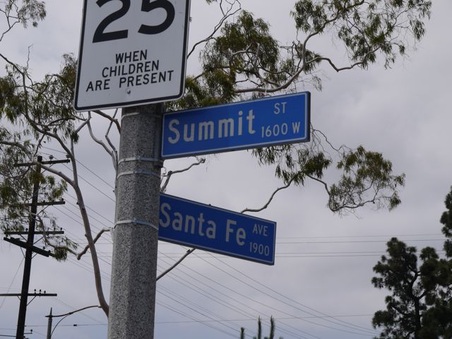 25
WHEN
CHILDREN
ARE PRESENT
Summit ST
1600 W
Santa Fe AVE
1900